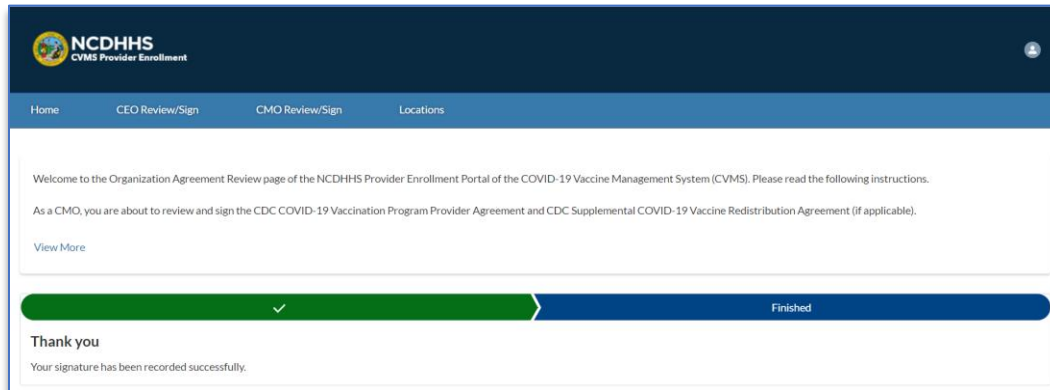 NCDHHS
CVMS Provider Enrollment
Home CEO Review/Sign CMO Review/Sign Locations
Welcome to the Organization Agreement Review page of the NCDHHS Provider Enrollment Portal of the COVID-19 Vaccine Management System (CVMS). Please read the following instructions.
As a CMO, you are about to review and sign the CDC COVID-19 Vaccination Program Provider Agreement and CDC Supplemental COVID-19 Vaccine Redistribution Agreement (if applicable).
View More
Finished
Thank you
Your signature has been recorded successfully.